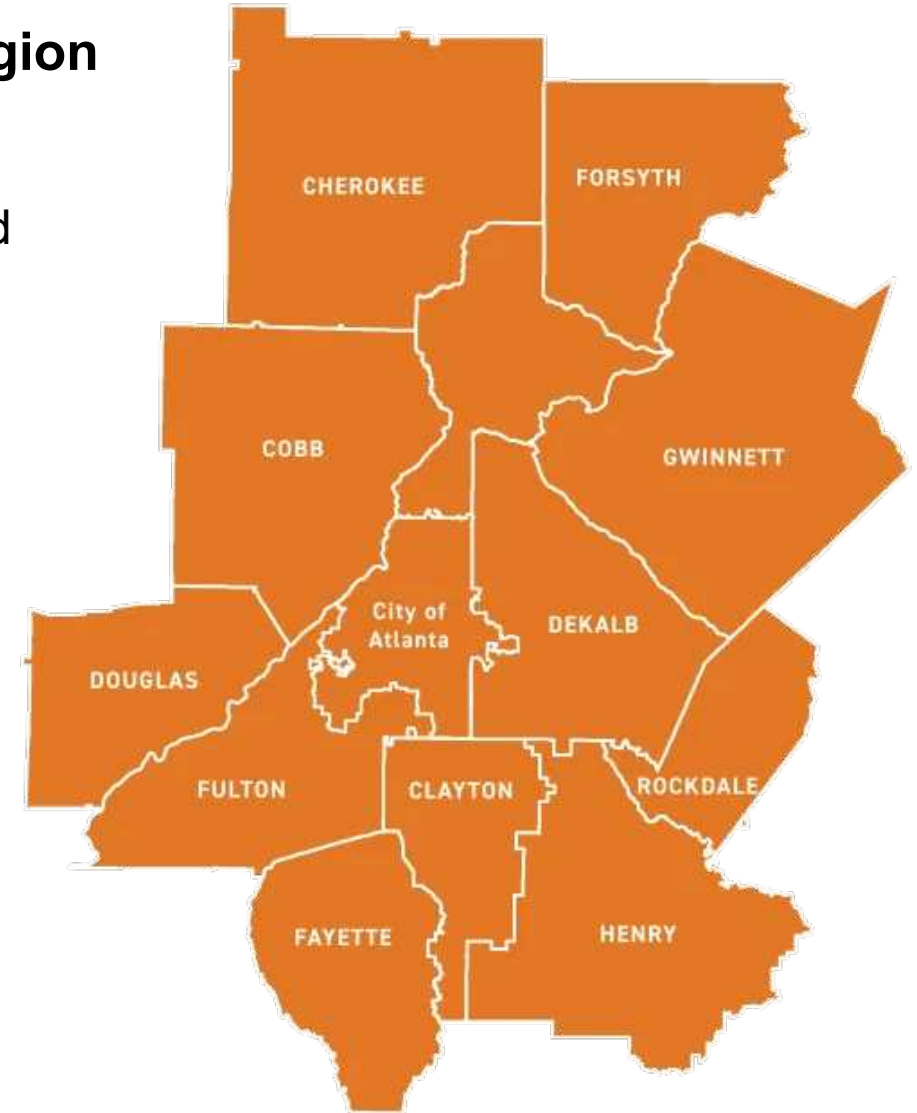 gion
d
CHEROKEE
FORSYTH
COBB
GWINNETT
City of
Atlanta
DEKALB
DOUGLAS
FULTON
CLAYTON
ROCKDALE
FAYETTE
HENRY